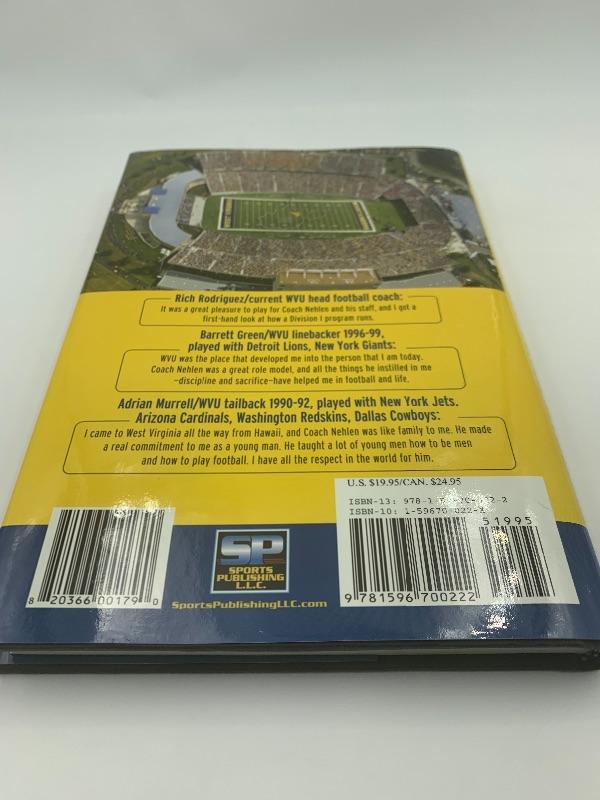 Rich Rodriguez/current WVU head football coach:
It was a great pleasure to play for Coach Nehlen and his staff, and I got a
first-hand look at how a Division I program runs.
Barrett Green/WVU linebacker 1996-99,
played with Detroit Lions, New York Giants:
WVU was the place that developed me into the person that I am today.
Coach Nehlen was a great role model, and all the things he instilled in me
–discipline and sacrifice–have helped me in football and life.
Adrian Murrell/WVU tailback 1990-92, played with New York Jets.
Arizona Cardinals, Washington Redskins, Dallas Cowboys:
I came to West Virginia all the way from Hawaii, and Coach Nehlen was like family to me. He made
a real commitment to me as a young man. He taught a lot of young men how to be men
and how to play football. I have all the respect in the world for him.
U.S. $19.95/CAN. $24.95
ISBN-13: 978-1
ISBN-10: 1-59670-022-2
51995
9 781596 700222
8 20366 00179 0
SP
SPORTS
PUBLISHING
L.L.C.
SportsPublishingLLC.com